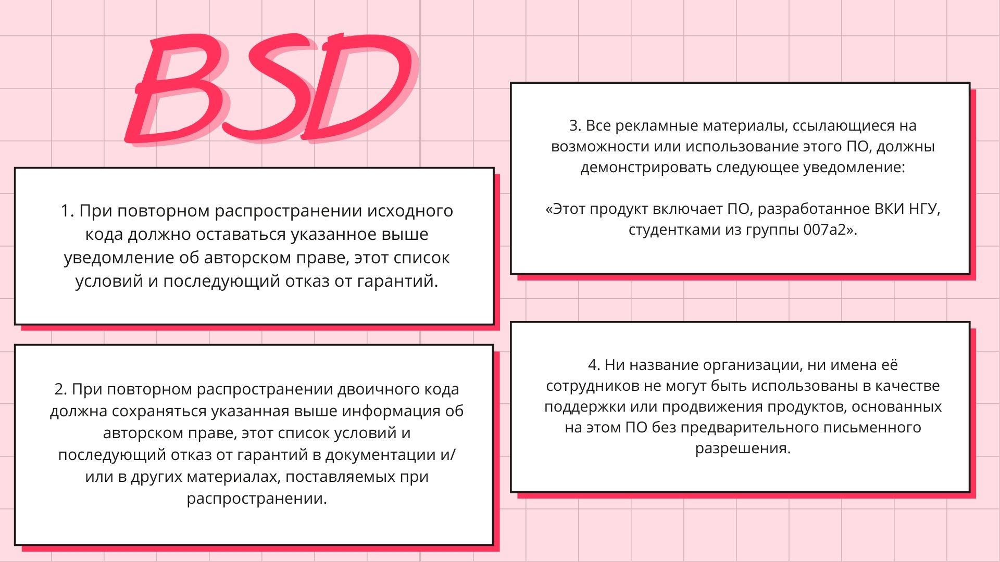 BSD
1. При повторном распространении исходного
кода должно оставаться указанное выше
уведомление об авторском праве, этот список
условий и последующий отказ от гарантий.
2. При повторном распространении двоичного кода
должна сохраняться указанная выше информация об
авторском праве, этот список условий и
последующий отказ от гарантий в документации и/
или в других материалах, поставляемых при
распространении.
3. Все рекламные материалы, ссылающиеся на
возможности или использование этого ПО, должны
демонстрировать следующее уведомление:
«Этот продукт включает ПО, разработанное ВКИ НГУ,
студентками из группы 007а2».
4. Ни название организации, ни имена её
сотрудников не могут быть использованы в качестве
поддержки или продвижения продуктов, основанных
на этом ПО без предварительного письменного
разрешения.